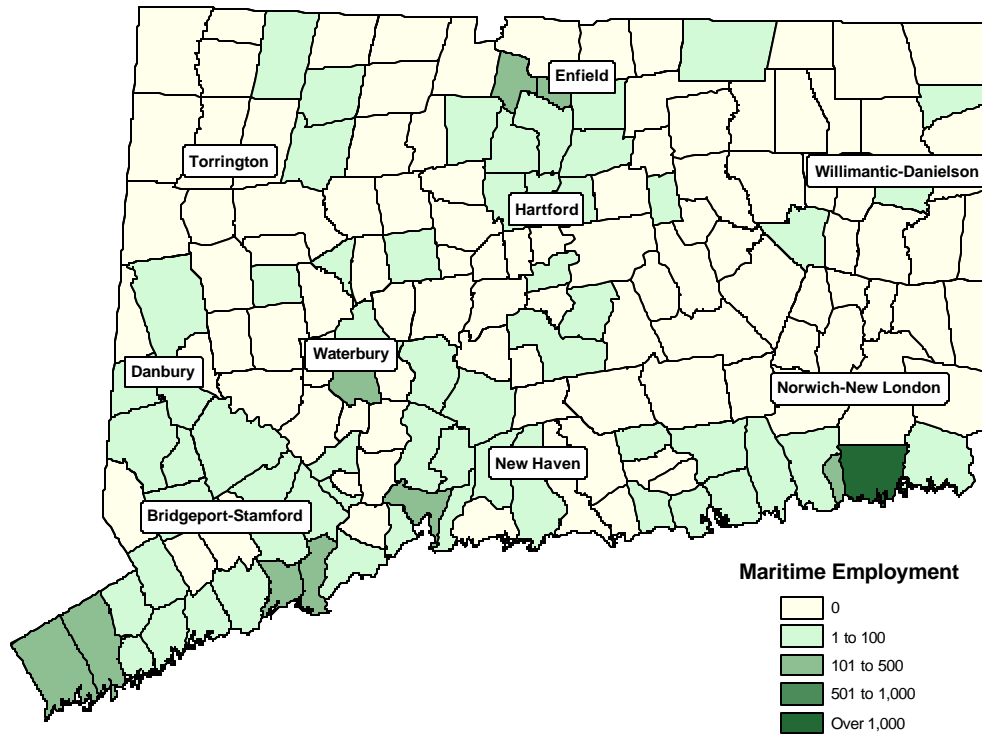 Enfield
Torrington
Willimantic-Danielson
Hartford
Waterbury
Danbury
Norwich-New London
New Haven
Bridgeport-Stamford
Maritime Employment
0
1 to 100
101 to 500
501 to 1,000
Over 1,000